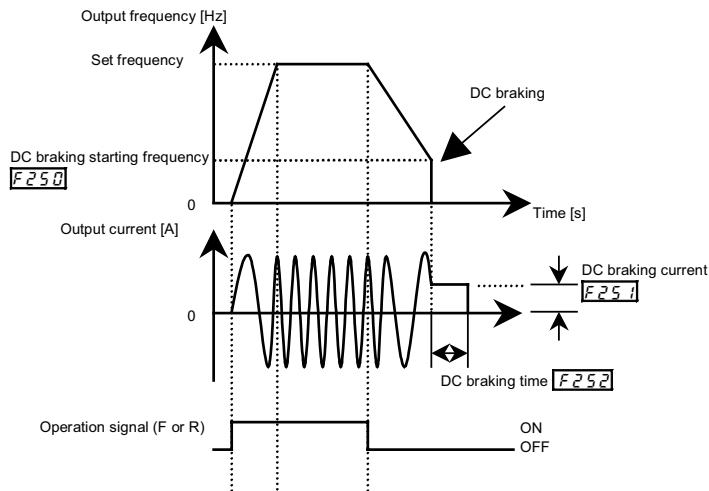 Output frequency [Hz]
Set frequency
DC braking
DC braking starting frequency
F250
0
Time [s]
Output current [A]
DC braking current
F251
0
DC braking time F252
Operation signal (F or R)
ON
OFF